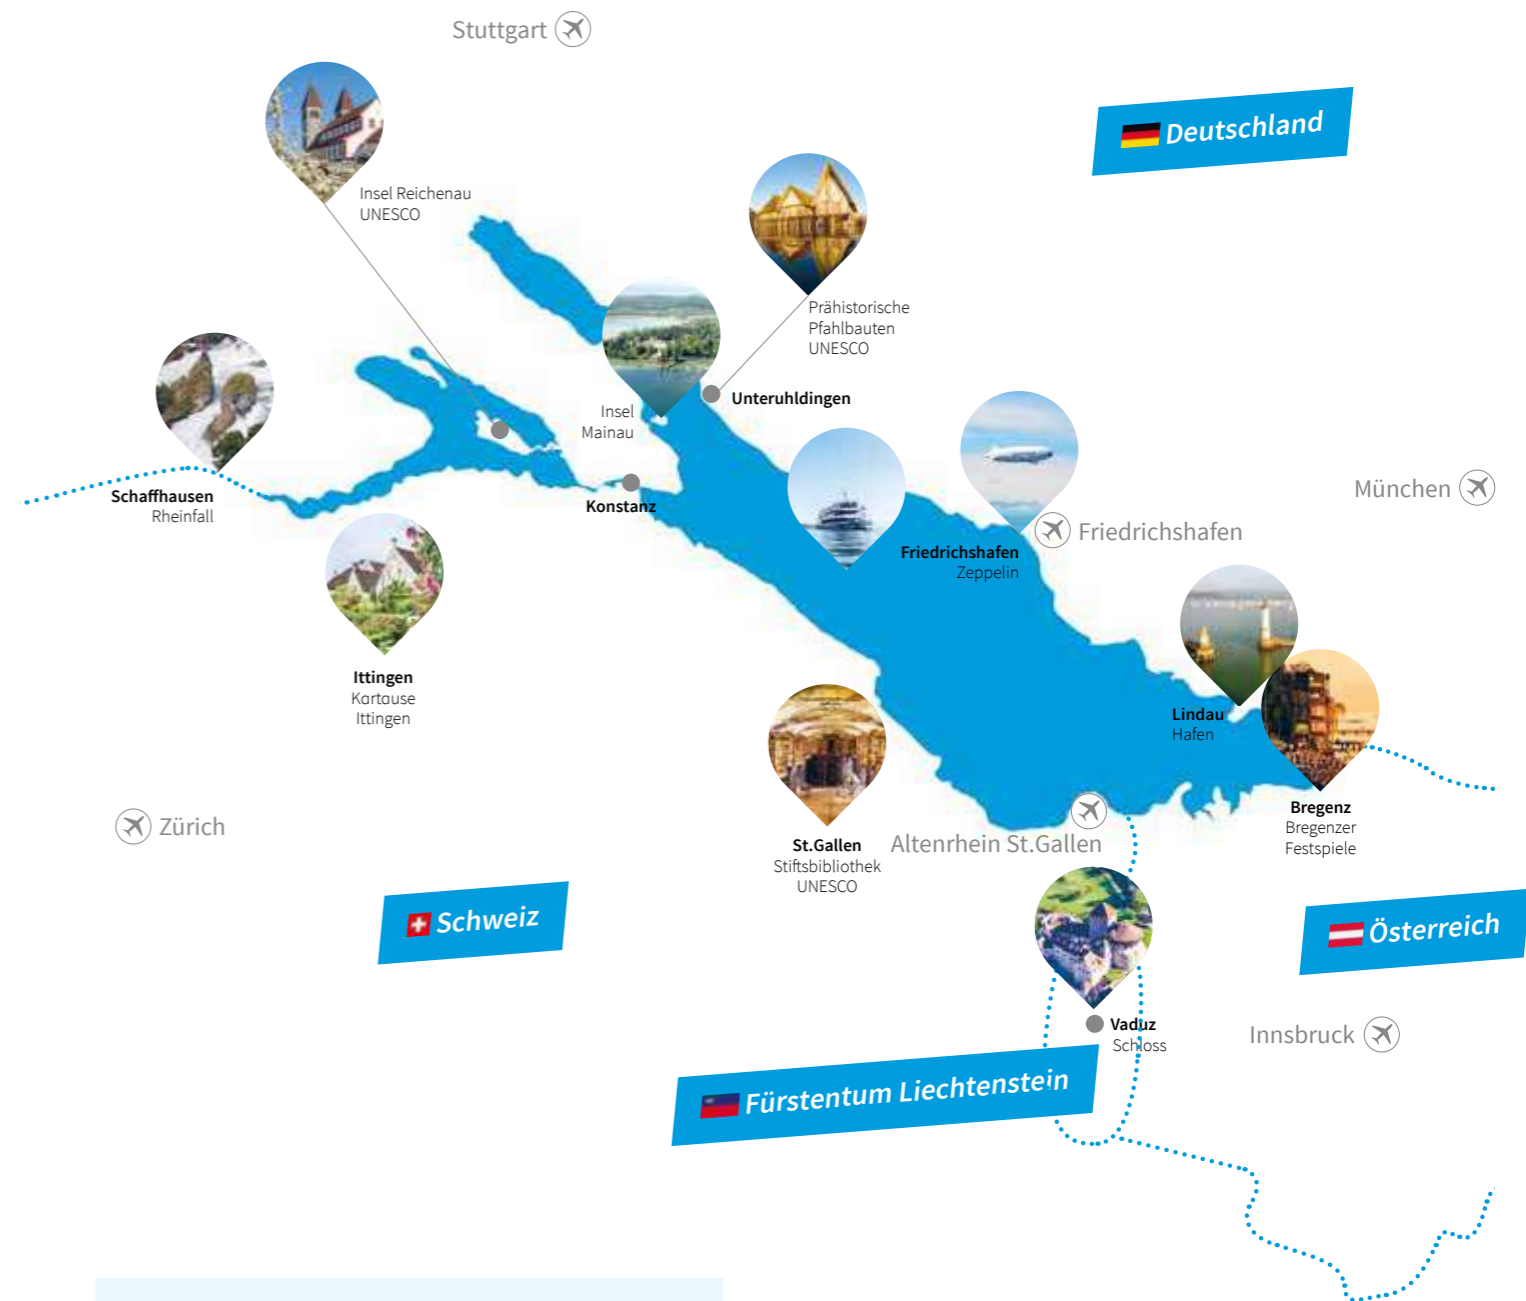 Stuttgart
Deutschland
Insel Reichenau
UNESCO
Prähistorische
Pfahlbauten
UNESCO
Unteruhldingen
Insel
Mainau
Schaffhausen
Rheinfall
Konstanz
München
Friedrichshafen
Friedrichshafen
Zeppelin
Ittingen
Kartause
Ittingen
Lindau
Hafen
Zürich
St.Gallen
Stiftsbibliothek
UNESCO
Altenrhein St.Gallen
Bregenz
Bregenzer
Festspiele
Schweiz
Österreich
Vaduz
Schloss
Innsbruck
Fürstentum Liechtenstein